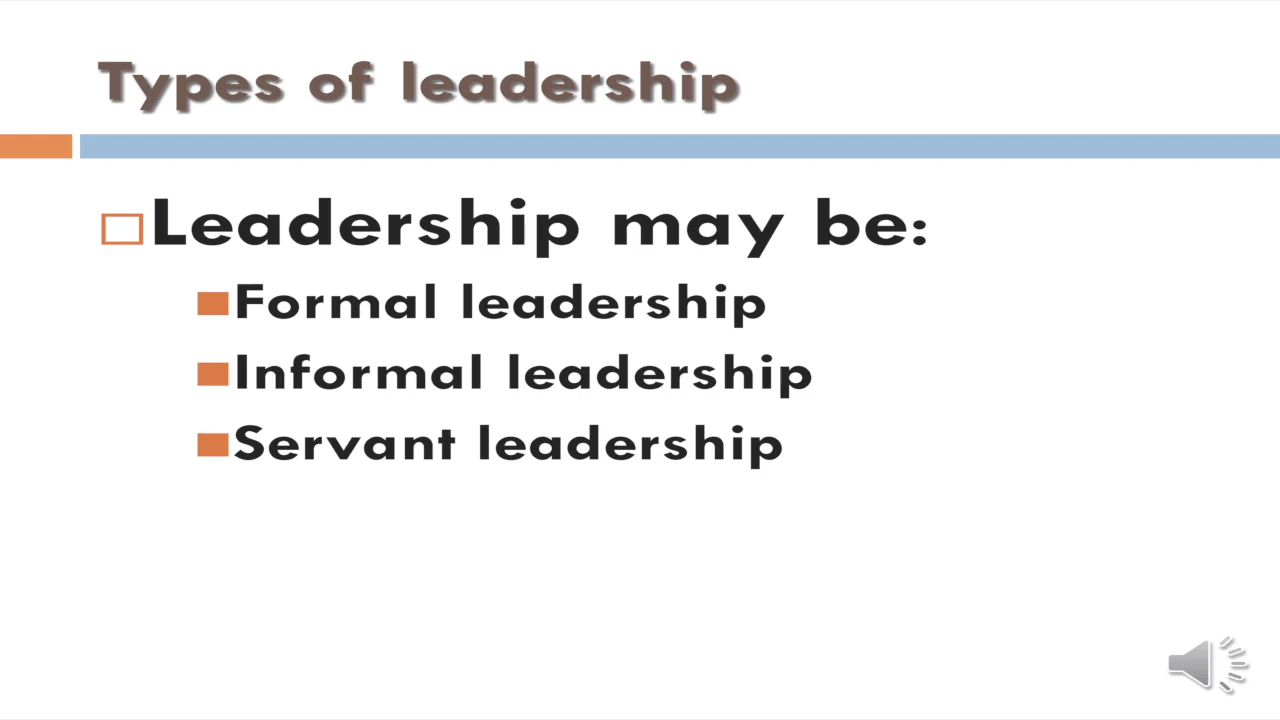 Types of leadership
Leadership may be:
Formal leadership
Informal leadership
Servant leadership